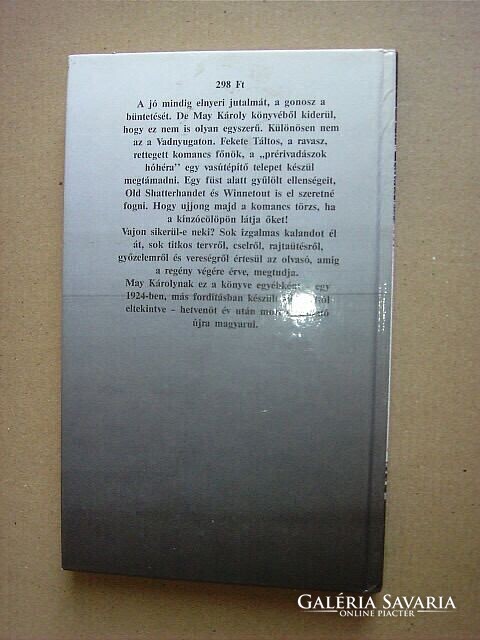 298 Ft
A jó mindig elnyeri jutalmát, a gonosz a
büntetését. De May Károly könyvéből kiderül,
hogy ez nem is olyan egyszerű. Különösen nem
az a Vadnyugaton. Fekete Táltos, a ravasz,
rettegett komancs főnök, a „prérivadászok
hóhéra” egy vasútépítő telepet készül
megtámadni. Egy füst alatt gyűlölt ellenségeit,
Old Shatterhandet és Winnetout is el szeretné
fogni. Hogy ujjong majd a komancs törzs, ha
a kínzócölöpön látja őket!
Vajon sikerül-e neki? Sok izgalmas kalandot él
át, sok titkos tervről, cselről, rajtaütésről,
győzelemről és vereségről értesül az olvasó, amíg
a regény végére érve, megtudja.
May Károlynak ez a könyve egyébként – egy
1924-ben, más fordításban készült
eltekintve – hetvenöt év után
újra magyarul.
GALÉRIA SAVARIA
ONLINE PIACTÉR